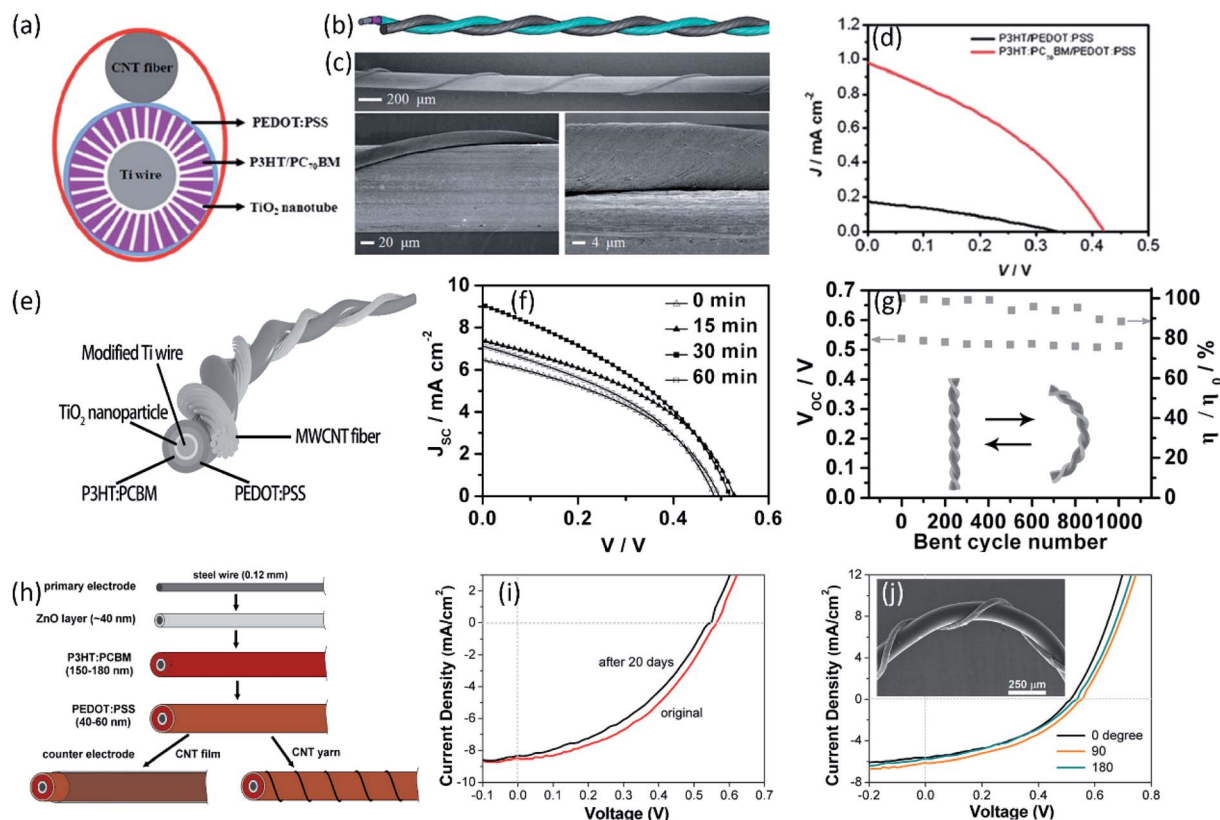 (a)
CNT fiber
PEDOT:PSS
P3HT/PC₇₀BM
Ti wire
TiO₂ nanotube
(b)
(c)
200 μm
20 μm
4 μm
(d)
P3HT/PEDOT:PSS
P3HT:PC₇₀BM/PEDOT:PSS
J / mA cm⁻²
1.2
1.0
0.8
0.6
0.4
0.2
0.0
0.0 0.1 0.2 0.3 0.4 0.5
V / V
(e)
Modified Ti wire
TiO₂ nanoparticle
MWCNT fiber
P3HT:PCBM
PEDOT:PSS
(f)
0 min
15 min
30 min
60 min
J_SC / mA cm⁻²
10
8
6
4
2
0
0.0 0.2 0.4 0.6
V / V
(g)
V_OC / V
0.7
0.6
0.5
0.4
0.3
0.2
0.1
0.0
100
80
60
40
20
0
η / η₀ / %
0 200 400 600 800 1000
Bent cycle number
(h)
steel wire (0.12 mm)
primary electrode
ZnO layer (~40 nm)
P3HT:PCBM
(150-180 nm)
PEDOT:PSS
(40-60 nm)
counter electrode
CNT film
CNT yarn
(i)
Current Density (mA/cm²)
2
0
-2
-4
-6
-8
-10
after 20 days
original
-0.1 0.0 0.1 0.2 0.3 0.4 0.5 0.6 0.7
Voltage (V)
(j)
Current Density (mA/cm²)
12
8
4
0
-4
-8
250 μm
0 degree
90
180
-0.2 0.0 0.2 0.4 0.6 0.8
Voltage (V)